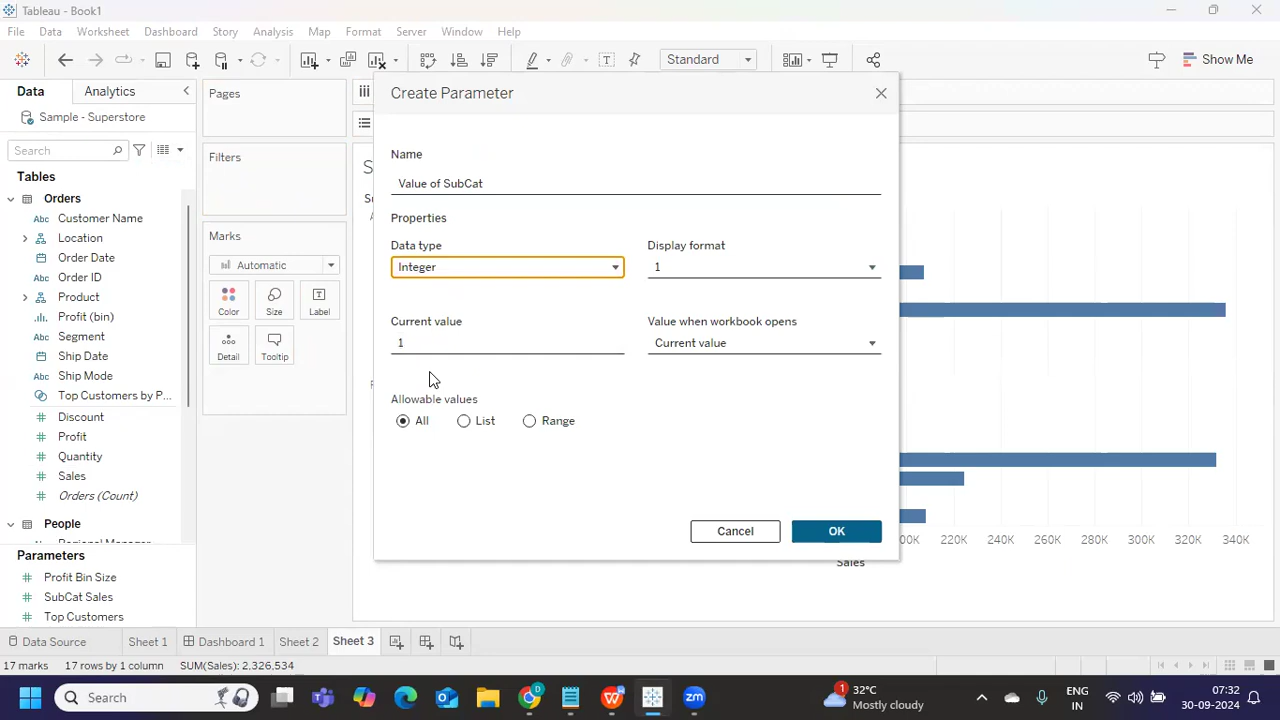 Tableau - Book1
File Data Worksheet Dashboard Story Analysis Map Format Server Window Help
Standard
Show Me
Data Analytics
Sample - Superstore
Search
Tables
Orders
Abc Customer Name
Location
Order Date
Abc Order ID
Product
Profit (bin)
Abc Segment
Ship Date
Abc Ship Mode
Top Customers by P...
Discount
Profit
Quantity
Sales
Orders (Count)
People
Parameters
Profit Bin Size
SubCat Sales
Top Customers
Pages
Filters
Marks
Automatic
Color Size Label
Detail Tooltip
Create Parameter
Name
Value of SubCat
Properties
Data type Display format
Integer 1
Current value Value when workbook opens
1 Current value
Allowable values
All List Range
Cancel OK
220K 240K 260K 280K 300K 320K 340K
Sales
Data Source Sheet 1 Dashboard 1 Sheet 2 Sheet 3
17 marks 17 rows by 1 column SUM(Sales): 2,326,534
Search
1
32°C
Mostly cloudy
ENG
IN
07:32
30-09-2024